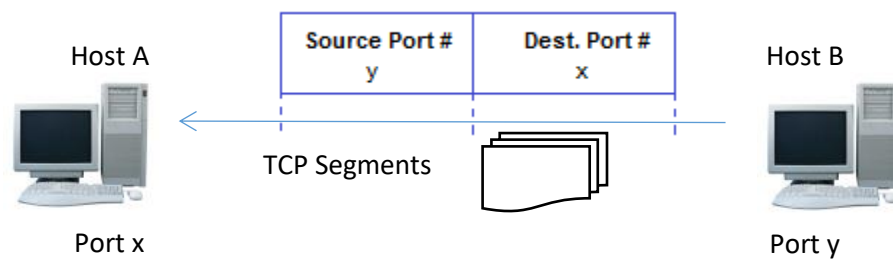 Host A
Source Port # Dest. Port #
y x
Host B
TCP Segments
Port x
Port y